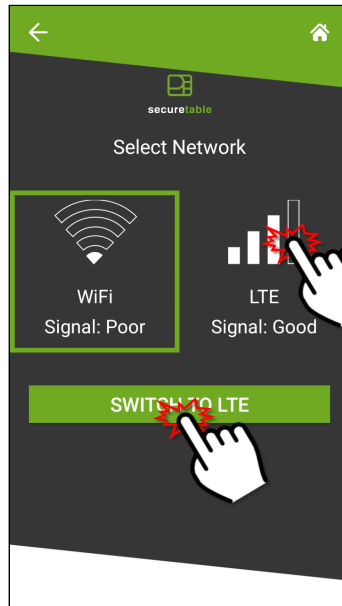 securetable
Select Network
WiFi
Signal: Poor
LTE
Signal: Good
SWITCH TO LTE